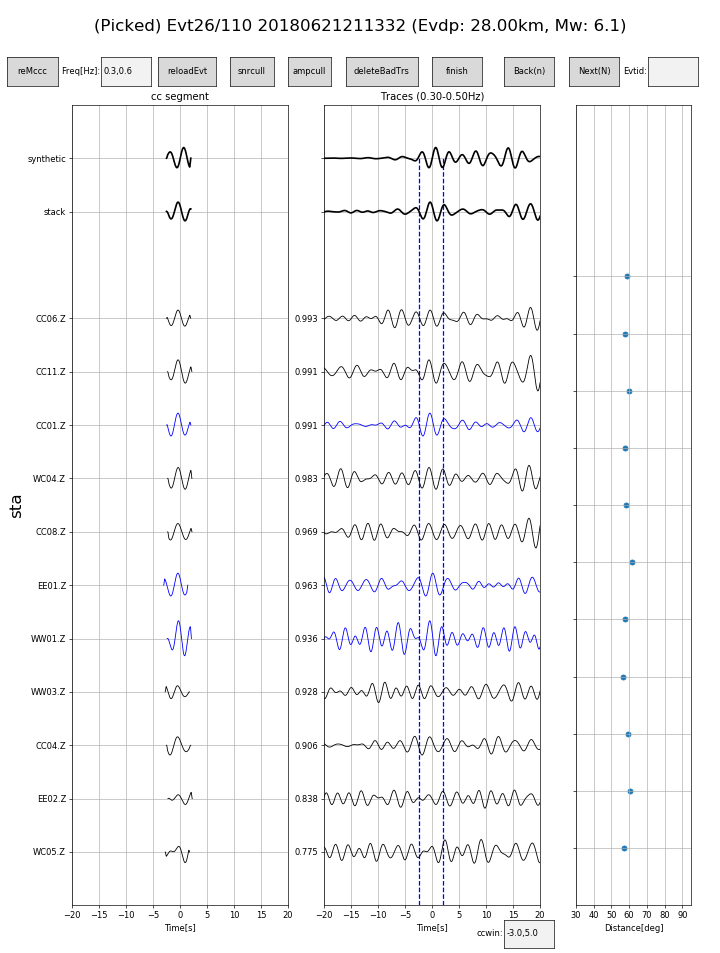 (Picked) Evt26/110 20180621211332 (Evdp: 28.00km, Mw: 6.1)
reMccc Freq[Hz]: 0.3,0.6 reloadEvt snrcull ampcull deleteBadTrs finish Back(n) Next(N) Evtid:
cc segment Traces (0.30-0.50Hz)
synthetic
stack
CC06.Z 0.993
CC11.Z 0.991
CC01.Z 0.991
WC04.Z 0.983
CC08.Z 0.969
sta
EE01.Z 0.963
WW01.Z 0.936
WW03.Z 0.928
CC04.Z 0.906
EE02.Z 0.838
WC05.Z 0.775
−20 −15 −10 −5 0 5 10 15 20 −20 −15 −10 −5 0 5 10 15 20 30 40 50 60 70 80 90
Time[s] Time[s] Distance[deg]
ccwin: -3.0,5.0